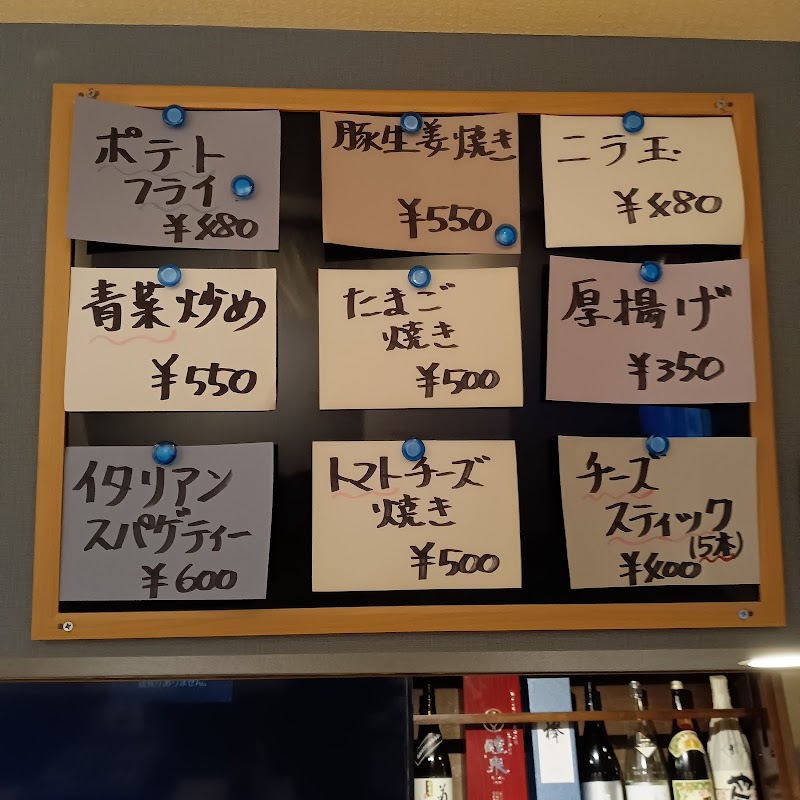 ポテト
フライ
¥480
豚生姜焼き
¥550
ニラ玉
¥480
青菜炒め
¥550
たまご
焼き
¥500
厚揚げ
¥350
イタリアン
スパゲティー
¥600
トマトチーズ
焼き
¥500
チーズ
スティック
(5本)
¥400